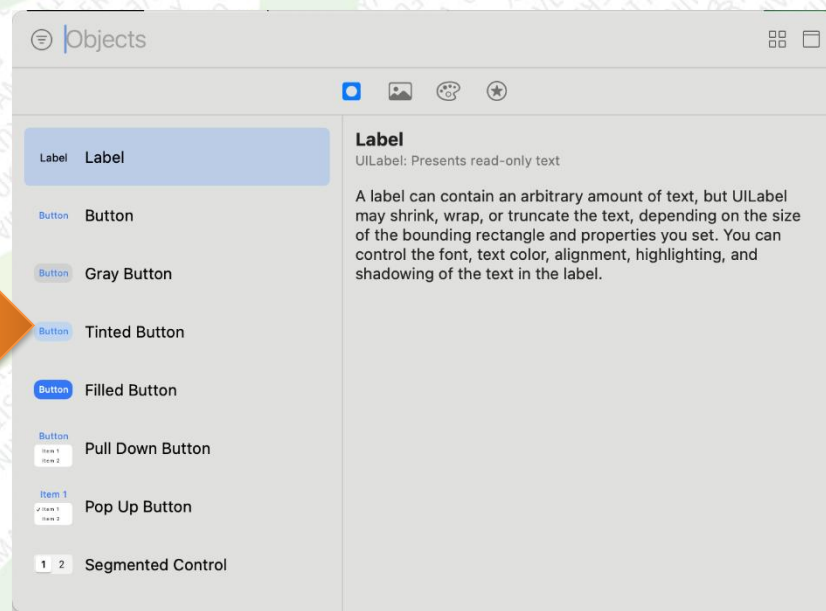 Objects
Label Label
Button Button
Button Gray Button
Button Tinted Button
Button Filled Button
Button
Item 1
Item 2
Pull Down Button
Item 1
✓ Item 1
Item 2
Pop Up Button
1 2 Segmented Control
Label
UILabel: Presents read-only text
A label can contain an arbitrary amount of text, but UILabel
may shrink, wrap, or truncate the text, depending on the size
of the bounding rectangle and properties you set. You can
control the font, text color, alignment, highlighting, and
shadowing of the text in the label.